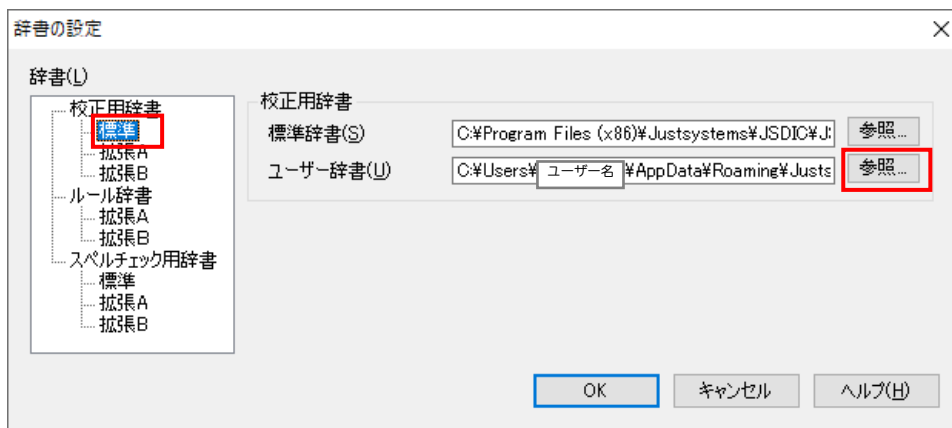 辞書の設定
辞書(L)
校正用辞書
標準
拡張A
拡張B
ルール辞書
拡張A
拡張B
スペルチェック用辞書
標準
拡張A
拡張B
校正用辞書
標準辞書(S) C:¥Program Files (x86)¥Justsystems¥JSDIC¥J 参照...
ユーザー辞書(U) C:¥Users¥ ユーザー名 ¥AppData¥Roaming¥Justs 参照...
OK キャンセル ヘルプ(H)